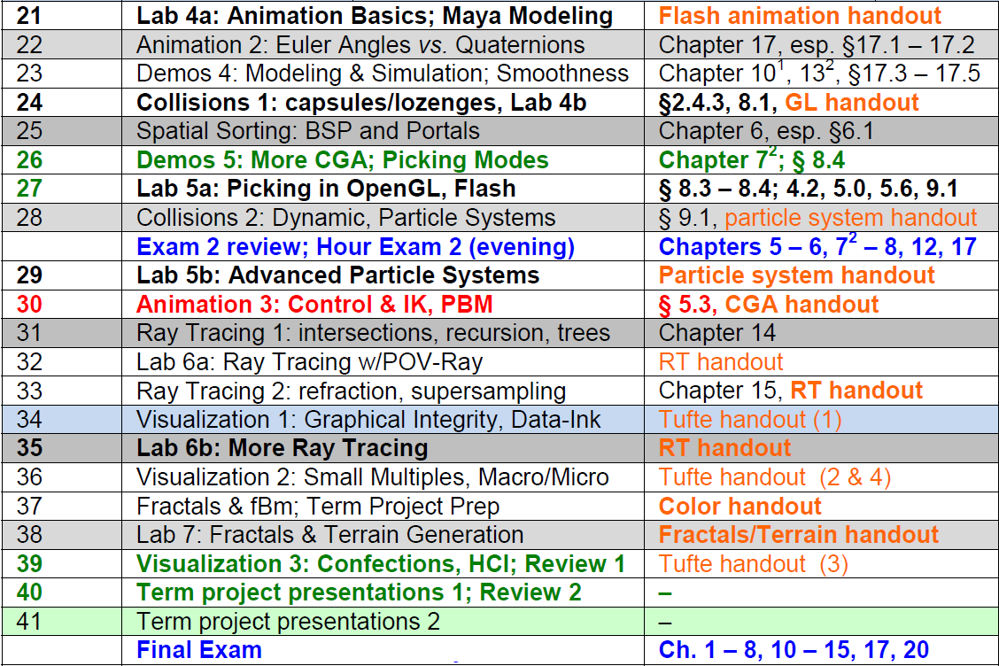 21 Lab 4a: Animation Basics; Maya Modeling Flash animation handout
22 Animation 2: Euler Angles vs. Quaternions Chapter 17, esp. §17.1 – 17.2
23 Demos 4: Modeling & Simulation; Smoothness Chapter 10¹, 13², §17.3 – 17.5
24 Collisions 1: capsules/lozenges, Lab 4b §2.4.3, 8.1, GL handout
25 Spatial Sorting: BSP and Portals Chapter 6, esp. §6.1
26 Demos 5: More CGA; Picking Modes Chapter 7²; § 8.4
27 Lab 5a: Picking in OpenGL, Flash § 8.3 – 8.4; 4.2, 5.0, 5.6, 9.1
28 Collisions 2: Dynamic, Particle Systems § 9.1, particle system handout
Exam 2 review; Hour Exam 2 (evening) Chapters 5 – 6, 7² – 8, 12, 17
29 Lab 5b: Advanced Particle Systems Particle system handout
30 Animation 3: Control & IK, PBM § 5.3, CGA handout
31 Ray Tracing 1: intersections, recursion, trees Chapter 14
32 Lab 6a: Ray Tracing w/POV-Ray RT handout
33 Ray Tracing 2: refraction, supersampling Chapter 15, RT handout
34 Visualization 1: Graphical Integrity, Data-Ink Tufte handout (1)
35 Lab 6b: More Ray Tracing RT handout
36 Visualization 2: Small Multiples, Macro/Micro Tufte handout (2 & 4)
37 Fractals & fBm; Term Project Prep Color handout
38 Lab 7: Fractals & Terrain Generation Fractals/Terrain handout
39 Visualization 3: Confections, HCI; Review 1 Tufte handout (3)
40 Term project presentations 1; Review 2 –
41 Term project presentations 2 –
Final Exam Ch. 1 – 8, 10 – 15, 17, 20